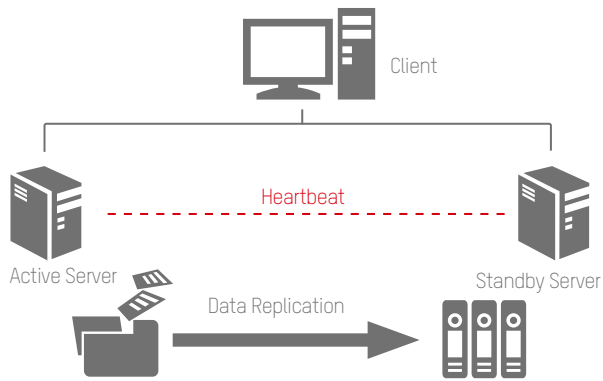 Client
Heartbeat
Active Server
Standby Server
Data Replication